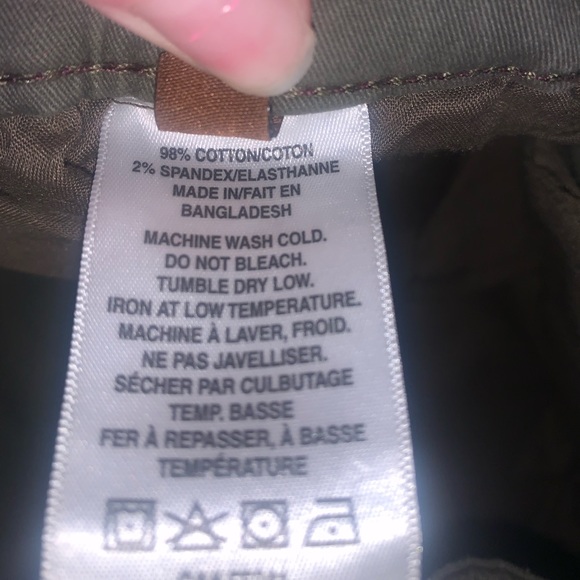 98% COTTON/COTON
2% SPANDEX/ELASTHANNE
MADE IN/FAIT EN
BANGLADESH
MACHINE WASH COLD.
DO NOT BLEACH.
TUMBLE DRY LOW.
IRON AT LOW TEMPERATURE.
MACHINE À LAVER, FROID.
NE PAS JAVELLISER.
SÉCHER PAR CULBUTAGE
TEMP. BASSE
FER À REPASSER, À BASSE
TEMPÉRATURE